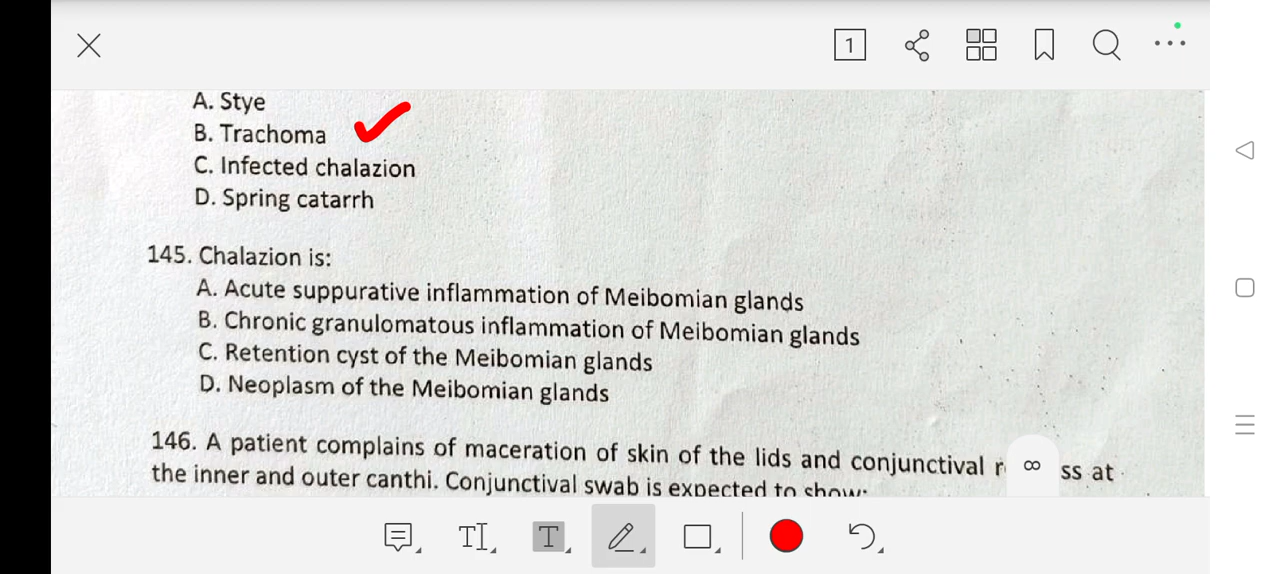 1
A. Stye
B. Trachoma
C. Infected chalazion
D. Spring catarrh
145. Chalazion is:
A. Acute suppurative inflammation of Meibomian glands
B. Chronic granulomatous inflammation of Meibomian glands
C. Retention cyst of the Meibomian glands
D. Neoplasm of the Meibomian glands
146. A patient complains of maceration of skin of the lids and conjunctival at
the inner and outer canthi. Conjunctival swab is expected to show:
T T